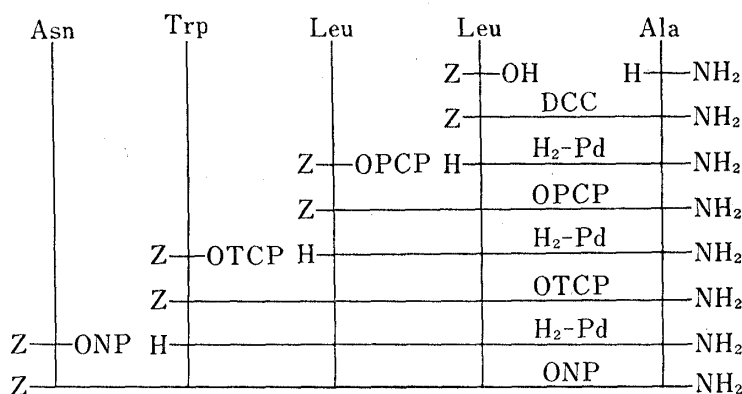 Asn Trp Leu Leu Ala
Z OH H NH₂
Z DCC NH₂
Z OPCP H H₂-Pd NH₂
Z OPCP NH₂
Z OTCP H H₂-Pd NH₂
Z OTCP NH₂
Z ONP H H₂-Pd NH₂
Z ONP NH₂